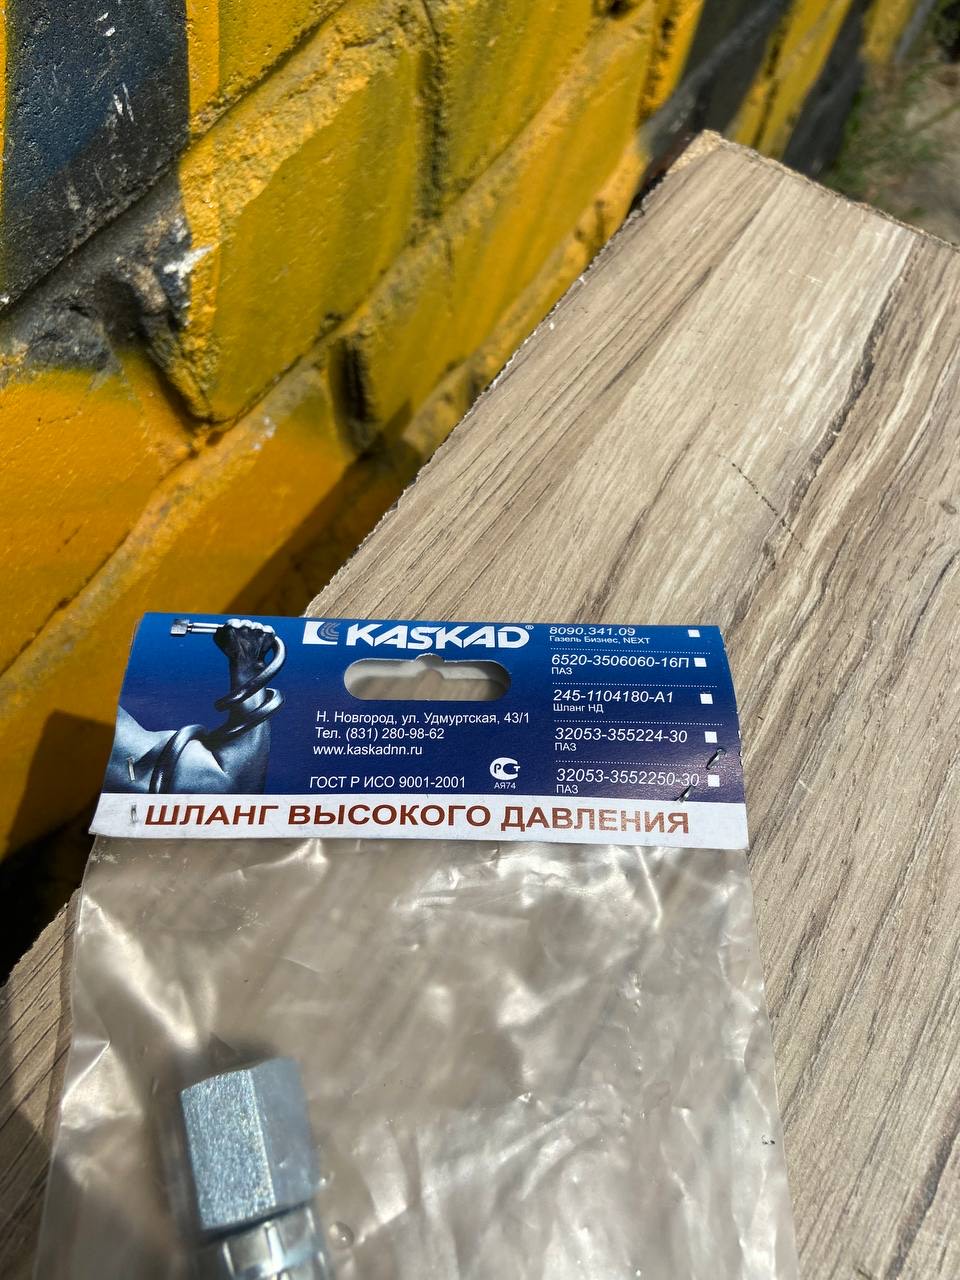 KASKAD®
Н. Новгород, ул. Удмуртская, 43/1
Тел. (831) 280-98-62
www.kaskadnn.ru
ГОСТ Р ИСО 9001-2001
РСТ
АЯ74
8090.341.09
Газель Бизнес, NEXT
6520-3506060-16П
ПАЗ
245-1104180-А1
Шланг НД
32053-355224-30
ПАЗ
32053-3552250-30
ПАЗ
ШЛАНГ ВЫСОКОГО ДАВЛЕНИЯ